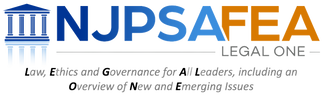 NJPSAFEA
LEGAL ONE
Law, Ethics and Governance for All Leaders, including an
Overview of New and Emerging Issues